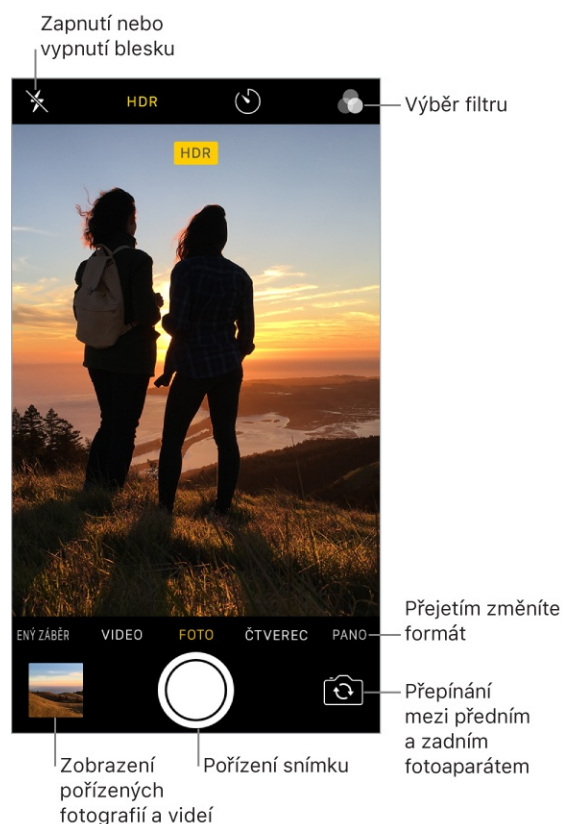 Zapnutí nebo
vypnutí blesku
HDR
Výběr filtru
HDR
Přejetím změníte
formát
ENÝ ZÁBĚR VIDEO FOTO ČTVEREC PANO
Přepínání
mezi předním
a zadním
fotoaparátem
Zobrazení
pořízených
fotografií a videí
Pořízení snímku